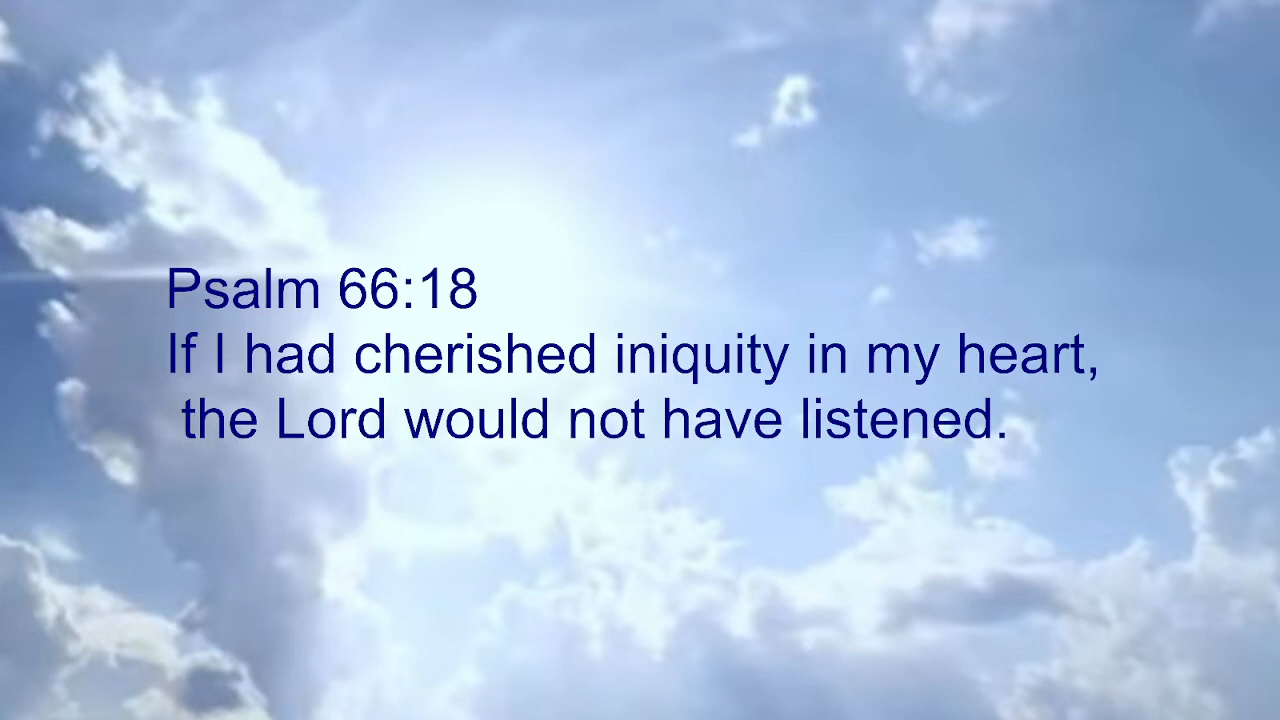 Psalm 66:18
If I had cherished iniquity in my heart,
the Lord would not have listened.